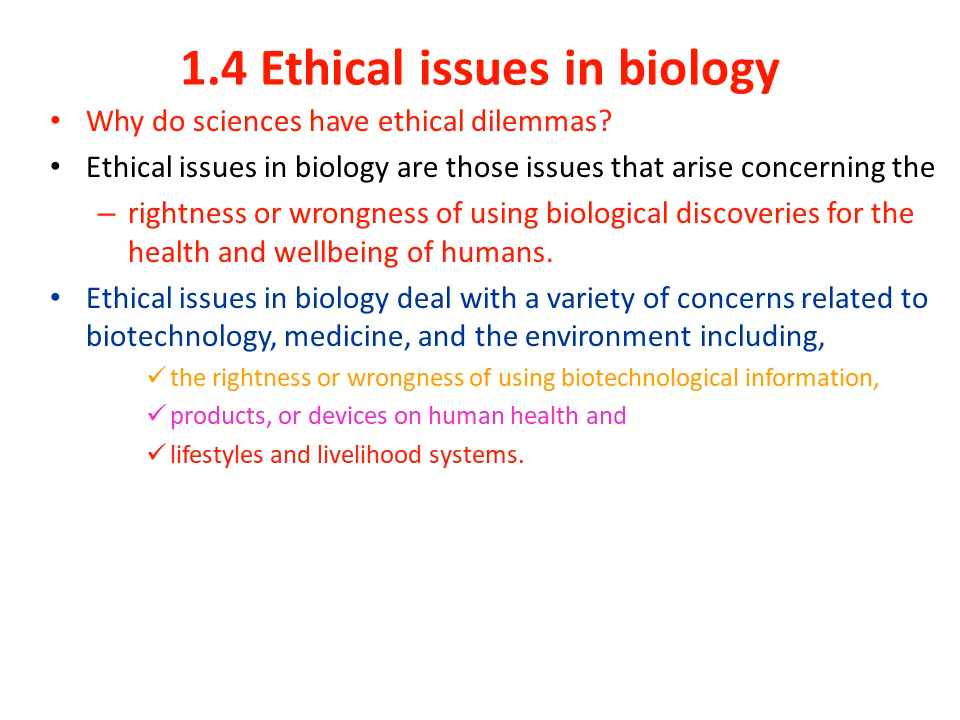 1.4 Ethical issues in biology
• Why do sciences have ethical dilemmas?
• Ethical issues in biology are those issues that arise concerning the
– rightness or wrongness of using biological discoveries for the
health and wellbeing of humans.
• Ethical issues in biology deal with a variety of concerns related to
biotechnology, medicine, and the environment including,
✓ the rightness or wrongness of using biotechnological information,
✓ products, or devices on human health and
✓ lifestyles and livelihood systems.